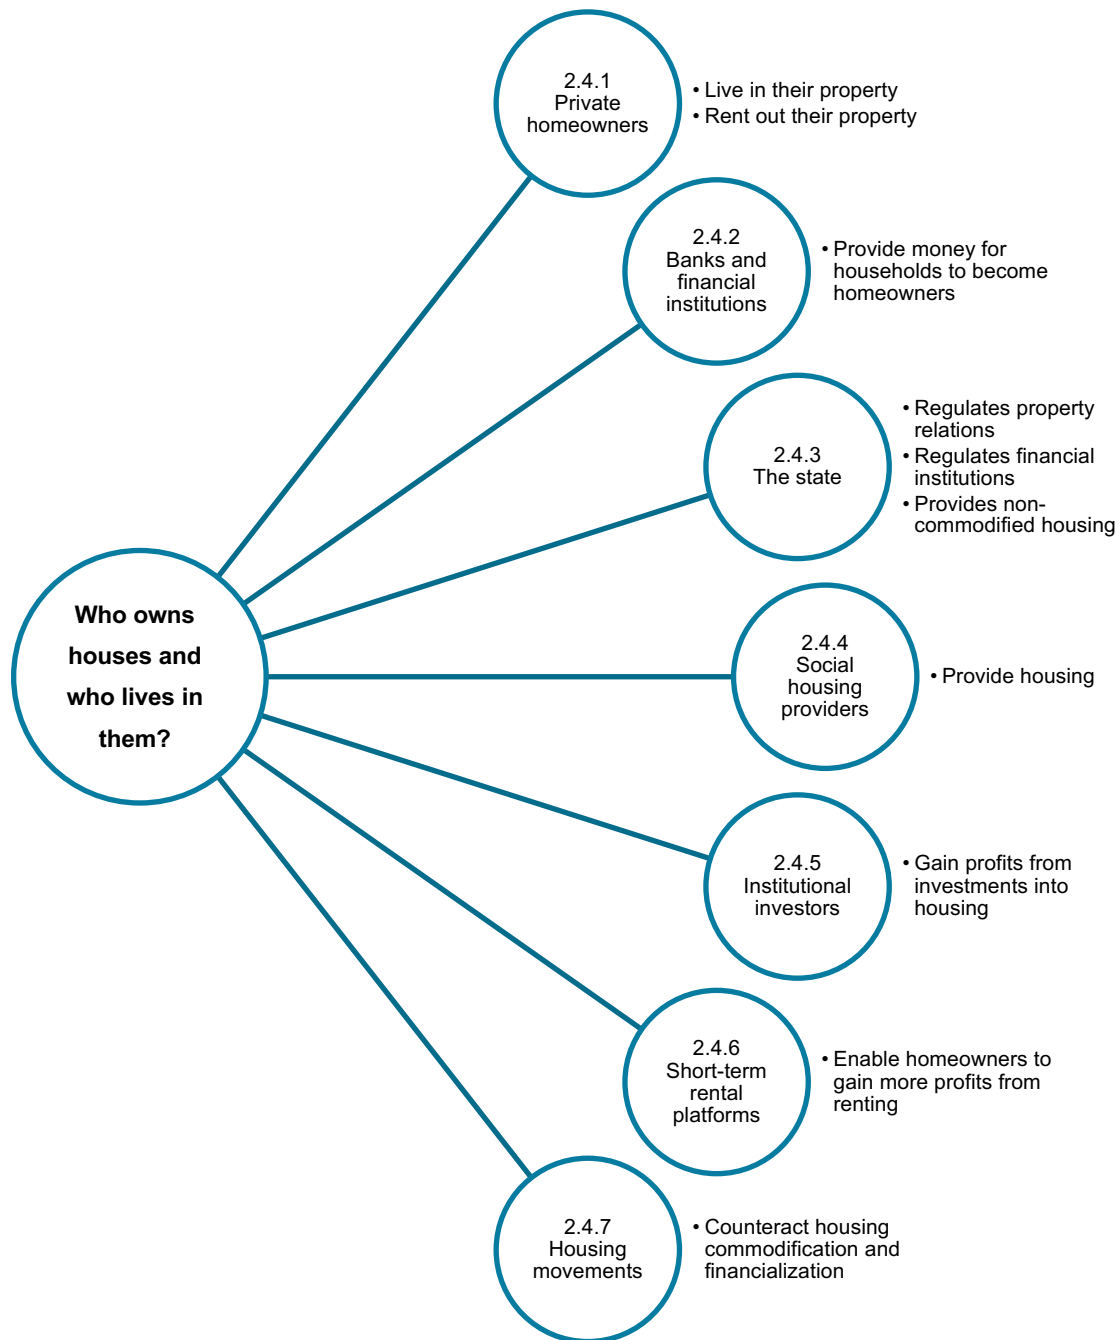 2.4.1
Private
homeowners
• Live in their property
• Rent out their property
2.4.2
Banks and
financial
institutions
• Provide money for
households to become
homeowners
2.4.3
The state
• Regulates property
relations
• Regulates financial
institutions
• Provides non-
commodified housing
Who owns
houses and
who lives in
them?
2.4.4
Social
housing
providers
• Provide housing
2.4.5
Institutional
investors
• Gain profits from
investments into
housing
2.4.6
Short-term
rental
platforms
• Enable homeowners to
gain more profits from
renting
2.4.7
Housing
movements
• Counteract housing
commodification and
financialization